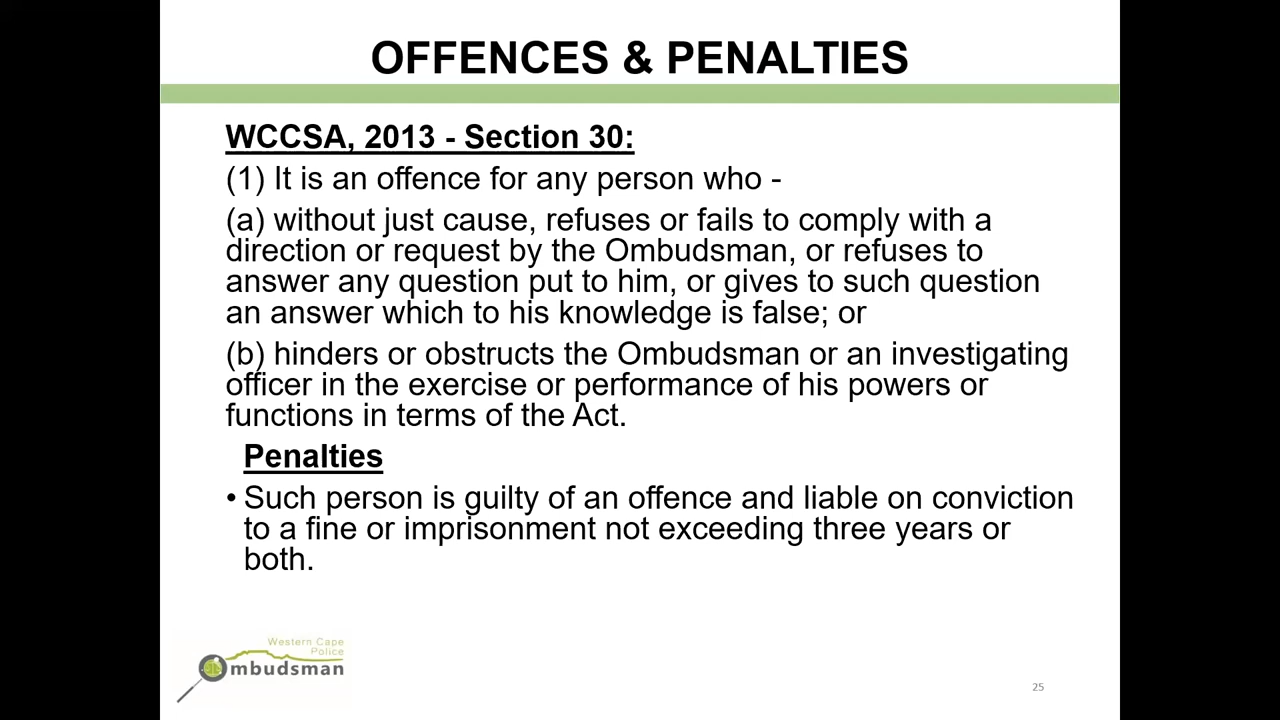 OFFENCES & PENALTIES
WCCSA, 2013 - Section 30:
(1) It is an offence for any person who -
(a) without just cause, refuses or fails to comply with a
direction or request by the Ombudsman, or refuses to
answer any question put to him, or gives to such question
an answer which to his knowledge is false; or
(b) hinders or obstructs the Ombudsman or an investigating
officer in the exercise or performance of his powers or
functions in terms of the Act.
Penalties
• Such person is guilty of an offence and liable on conviction
to a fine or imprisonment not exceeding three years or
both.
Western Cape
Police
Ombudsman
25